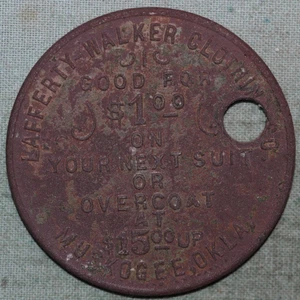 LAFFERTY-WALKER CLOTHING CO
GOOD FOR
$1.00
ON
YOUR NEXT SUIT
OR
OVERCOAT
AT
$15.00 UP
MUSKOGEE, OKLA.